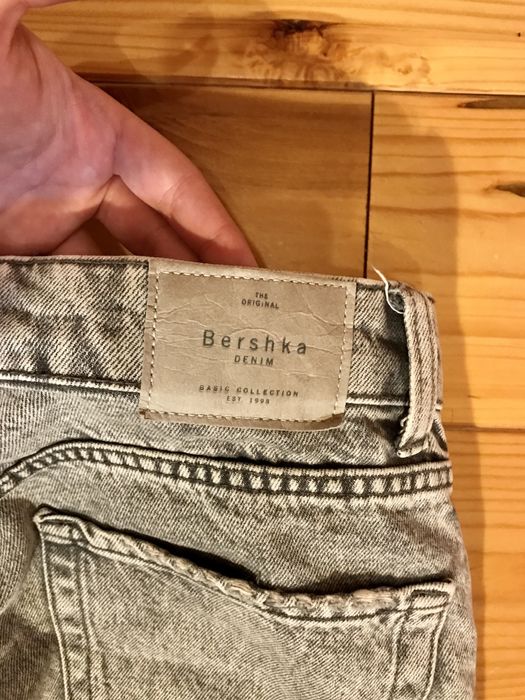 THE
ORIGINAL
Bershka
DENIM
BASIC COLLECTION
EST. 1998